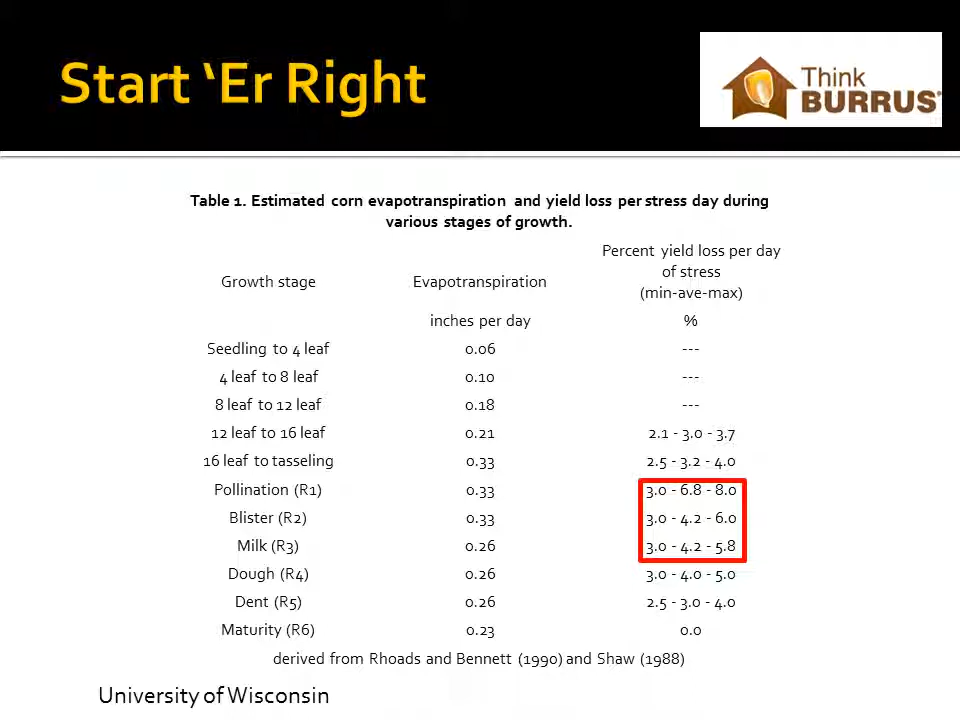 Start ‘Er Right
Think
BURRUS®
Table 1. Estimated corn evapotranspiration and yield loss per stress day during
various stages of growth.
Growth stage Evapotranspiration Percent yield loss per day
of stress
(min-ave-max)
inches per day %
Seedling to 4 leaf 0.06 ---
4 leaf to 8 leaf 0.10 ---
8 leaf to 12 leaf 0.18 ---
12 leaf to 16 leaf 0.21 2.1 - 3.0 - 3.7
16 leaf to tasseling 0.33 2.5 - 3.2 - 4.0
Pollination (R1) 0.33 3.0 - 6.8 - 8.0
Blister (R2) 0.33 3.0 - 4.2 - 6.0
Milk (R3) 0.26 3.0 - 4.2 - 5.8
Dough (R4) 0.26 3.0 - 4.0 - 5.0
Dent (R5) 0.26 2.5 - 3.0 - 4.0
Maturity (R6) 0.23 0.0
derived from Rhoads and Bennett (1990) and Shaw (1988)
University of Wisconsin